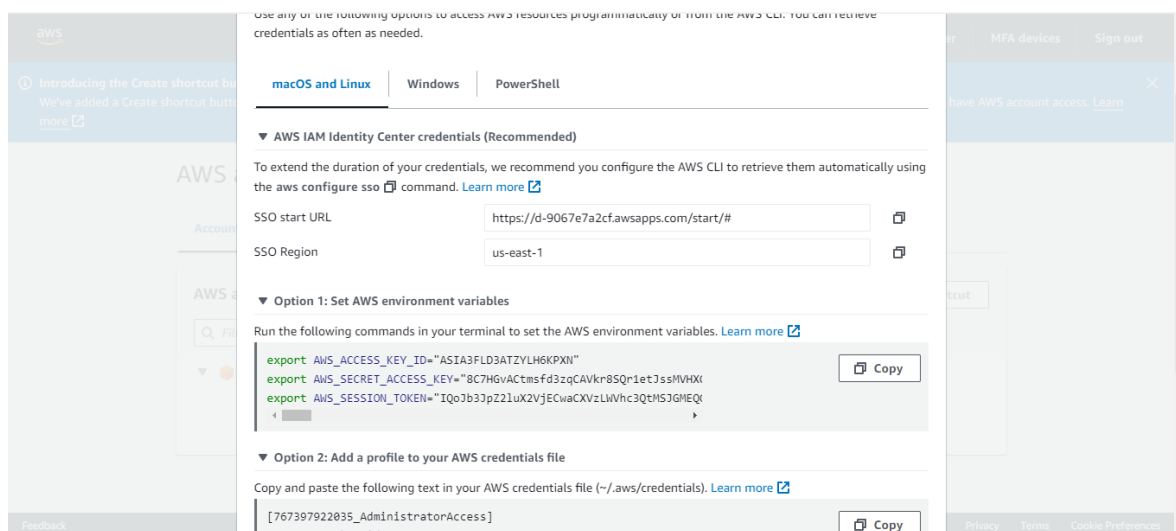 Use any of the following options to access AWS resources programmatically or from the AWS CLI. You can retrieve
credentials as often as needed.
aws
MFA devices
Sign out
macOS and Linux
Windows
PowerShell
Introducing the Create shortcut
We've added a Create shortcut
have AWS account access. Learn
more
AWS IAM Identity Center credentials (Recommended)
To extend the duration of your credentials, we recommend you configure the AWS CLI to retrieve them automatically using
the aws configure sso command. Learn more
AWS
SSO start URL
https://d-9067e7a2cf.awsapps.com/start/#
SSO Region
us-east-1
Option 1: Set AWS environment variables
Run the following commands in your terminal to set the AWS environment variables. Learn more
export AWS_ACCESS_KEY_ID="ASIA3FLD3ATZYLH6KPXN"
export AWS_SECRET_ACCESS_KEY="8C7HGvACtmsfd3zqCAVkr8SQr1etJssMVHX
export AWS_SESSION_TOKEN="IQoJb3JpZ2luX2VjECwaCXVzLWVhc3QtMSJGMEQ
Copy
Option 2: Add a profile to your AWS credentials file
Copy and paste the following text in your AWS credentials file (~/.aws/credentials). Learn more
[767397922035_AdministratorAccess]
Copy
Feedback
Privacy
Terms
Cookie Preferences